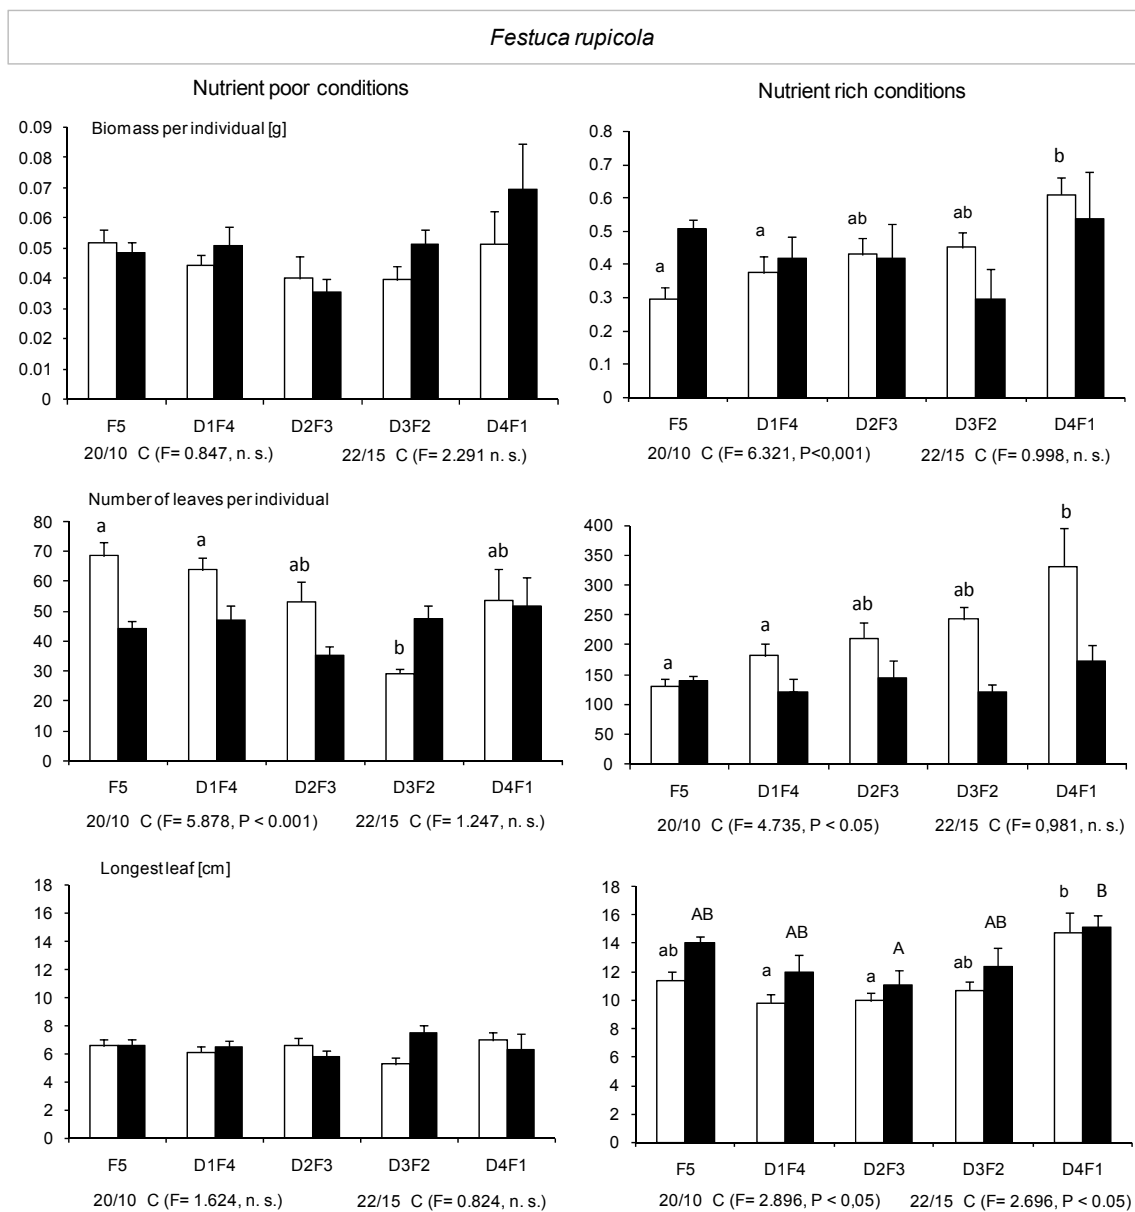 Festuca rupicola
Nutrient poor conditions
Nutrient rich conditions
Biomass per individual [g]
0.09
0.08
0.07
0.06
0.05
0.04
0.03
0.02
0.01
0
F5 D1F4 D2F3 D3F2 D4F1
20/10 C (F= 0.847, n. s.) 22/15 C (F= 2.291 n. s.)
0.8
0.7
0.6
0.5
0.4
0.3
0.2
0.1
0
a a ab ab b
F5 D1F4 D2F3 D3F2 D4F1
20/10 C (F= 6.321, P<0,001) 22/15 C (F= 0.998, n. s.)
Number of leaves per individual
80
70
60
50
40
30
20
10
0
a a ab b ab
F5 D1F4 D2F3 D3F2 D4F1
20/10 C (F= 5.878, P < 0.001) 22/15 C (F= 1.247, n. s.)
400
350
300
250
200
150
100
50
0
a a ab ab b
F5 D1F4 D2F3 D3F2 D4F1
20/10 C (F= 4.735, P < 0.05) 22/15 C (F= 0,981, n. s.)
Longest leaf [cm]
18
16
14
12
10
8
6
4
2
0
F5 D1F4 D2F3 D3F2 D4F1
20/10 C (F= 1.624, n. s.) 22/15 C (F= 0.824, n. s.)
18
16
14
12
10
8
6
4
2
0
ab AB a AB a A ab AB b B
F5 D1F4 D2F3 D3F2 D4F1
20/10 C (F= 2.896, P < 0,05) 22/15 C (F= 2.696, P < 0.05)